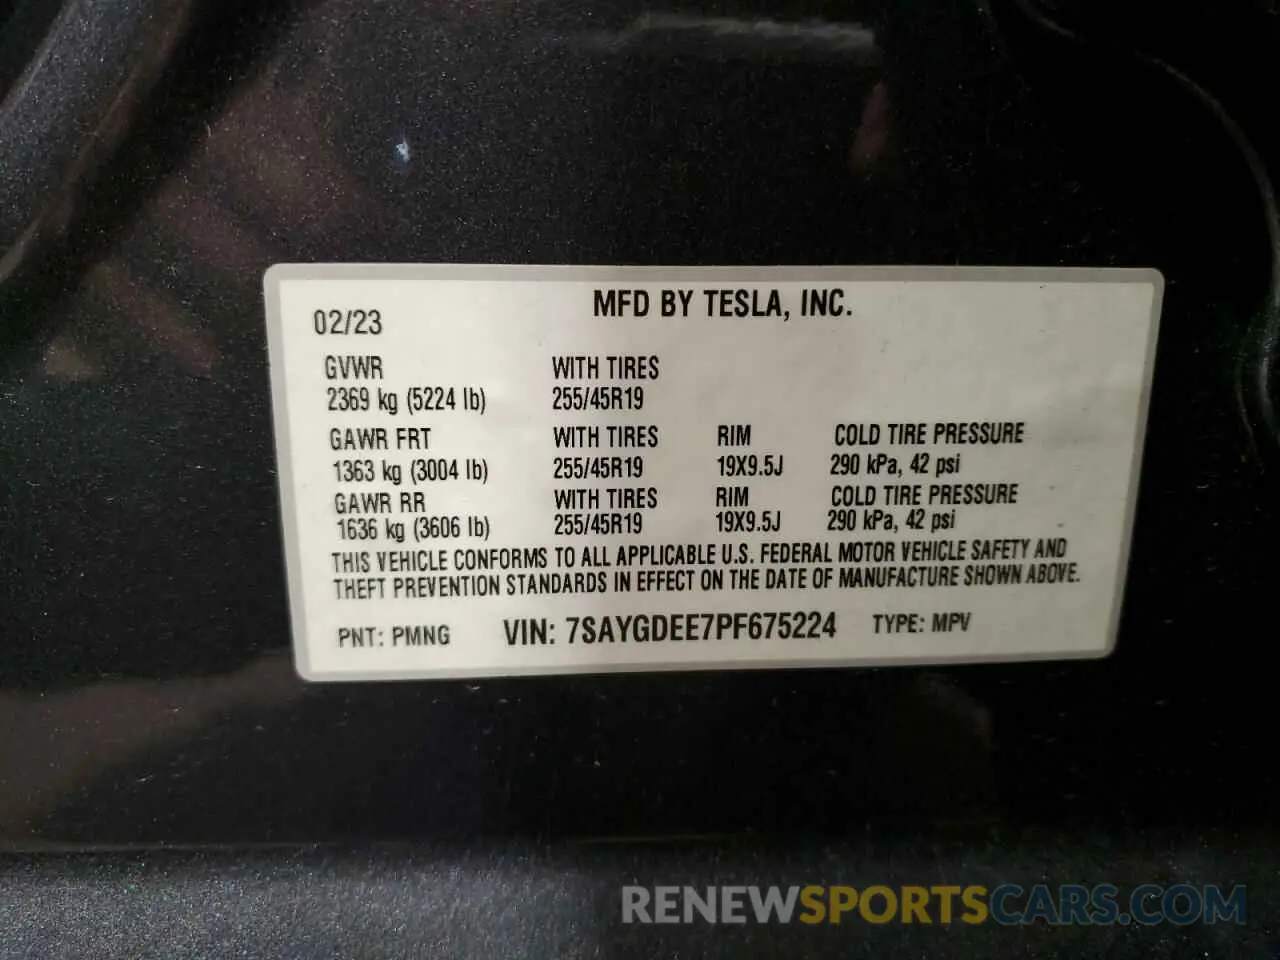 MFD BY TESLA, INC.
02/23
GVWR WITH TIRES
2369 kg (5224 lb) 255/45R19
GAWR FRT WITH TIRES RIM COLD TIRE PRESSURE
1363 kg (3004 lb) 255/45R19 19X9.5J 290 kPa, 42 psi
GAWR RR WITH TIRES RIM COLD TIRE PRESSURE
1636 kg (3606 lb) 255/45R19 19X9.5J 290 kPa, 42 psi
THIS VEHICLE CONFORMS TO ALL APPLICABLE U.S. FEDERAL MOTOR VEHICLE SAFETY AND
THEFT PREVENTION STANDARDS IN EFFECT ON THE DATE OF MANUFACTURE SHOWN ABOVE.
PNT: PMNG VIN: 7SAYGDEE7PF675224 TYPE: MPV
RENEWSPORTSCARS.COM